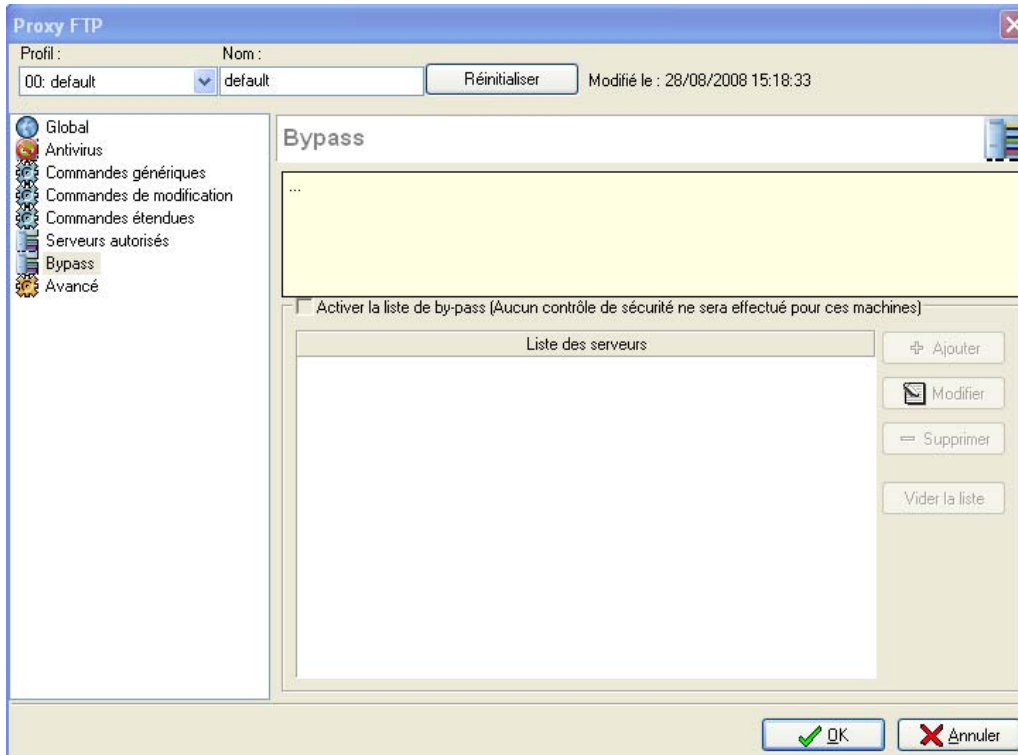 Proxy FTP
Profil :
Nom :
00: default
default
Réinitialiser
Modifié le : 28/08/2008 15:18:33
Global
Antivirus
Commandes génériques
Commandes de modification
Commandes étendues
Serveurs autorisés
Bypass
Avancé
Bypass
...
Activer la liste de by-pass (Aucun contrôle de sécurité ne sera effectué pour ces machines)
Liste des serveurs
Ajouter
Modifier
Supprimer
Vider la liste
OK
Annuler